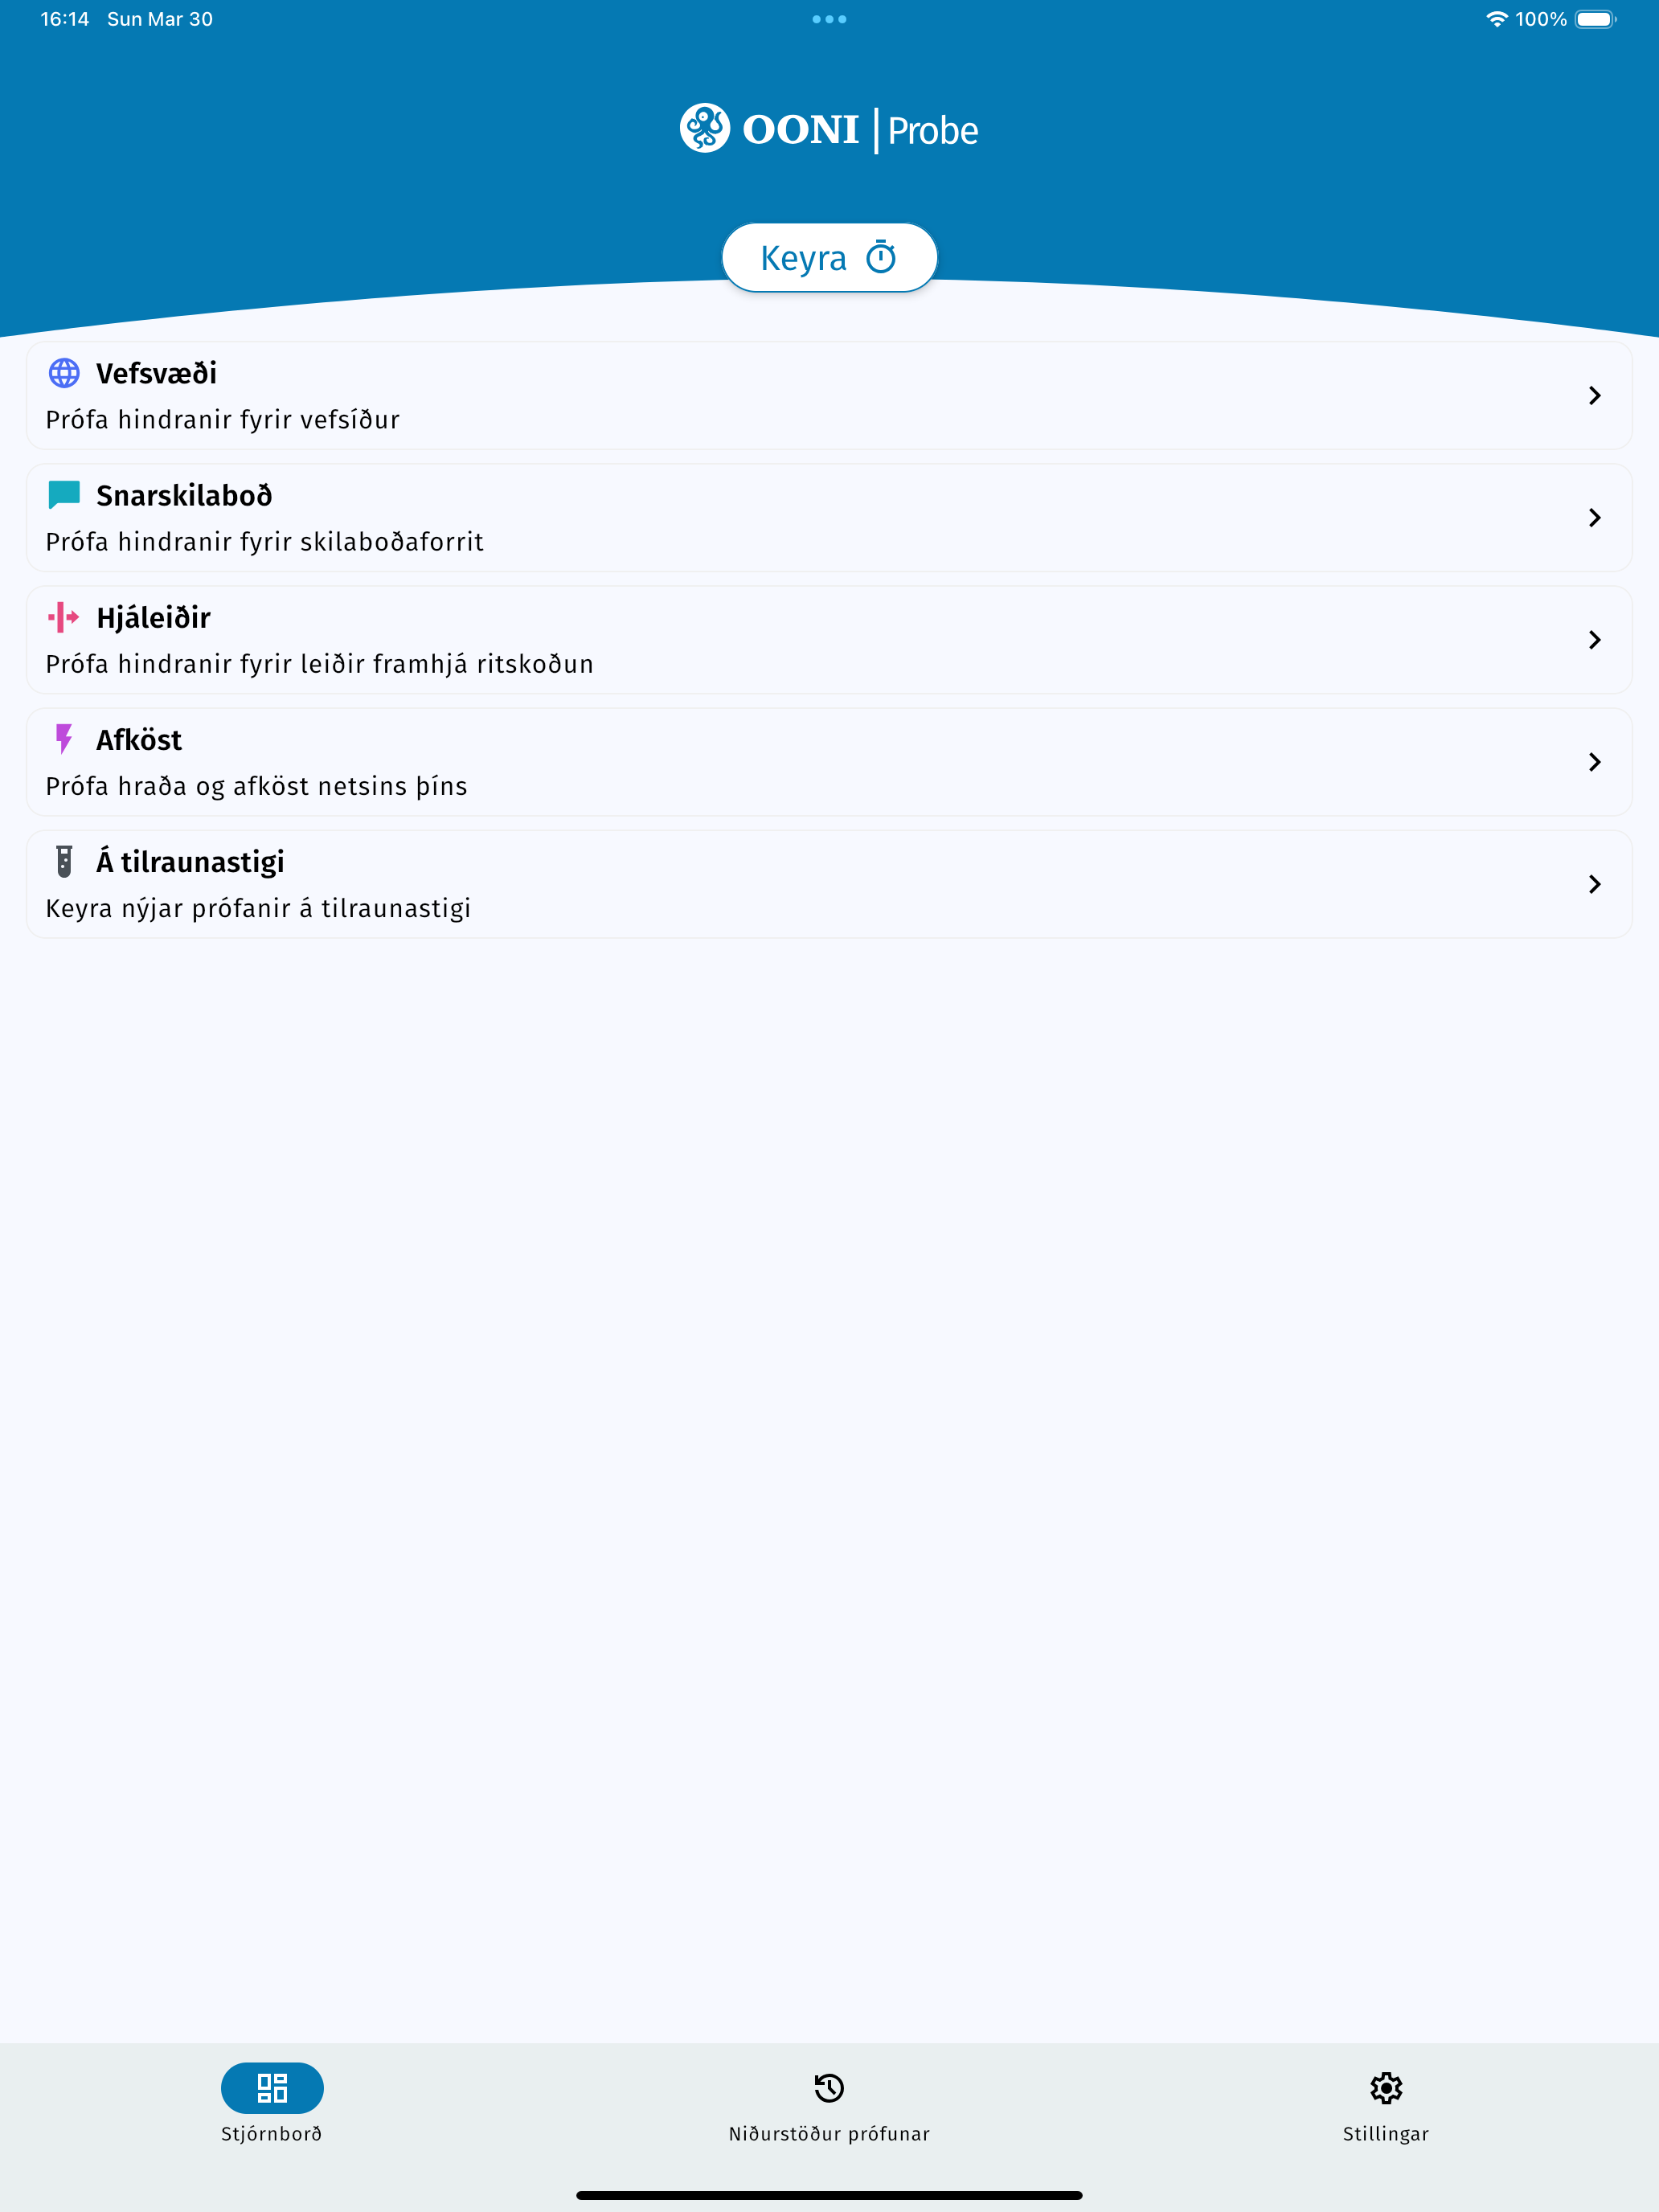 16:14 Sun Mar 30
100%
OONI Probe
Keyra
Vefsvæði
Prófa hindranir fyrir vefsíður
Snarskilaboð
Prófa hindranir fyrir skilaboðaforrit
Hjáleiðir
Prófa hindranir fyrir leiðir framhjá ritskoðun
Afköst
Prófa hraða og afköst netsins þíns
Á tilraunastigi
Keyra nýjar prófanir á tilraunastigi
Stjórnborð
Niðurstöður prófunar
Stillingar